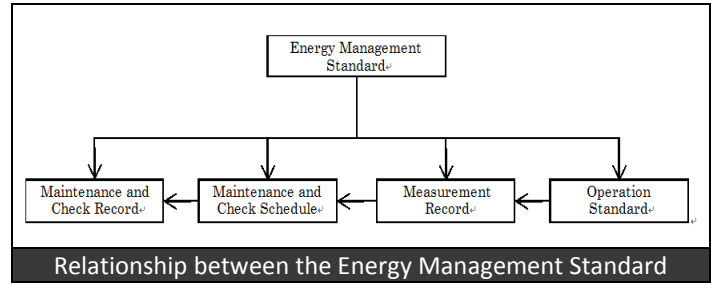 Energy Management
Standard
Maintenance and
Check Record
Maintenance and
Check Schedule
Measurement
Record
Operation
Standard
Relationship between the Energy Management Standard